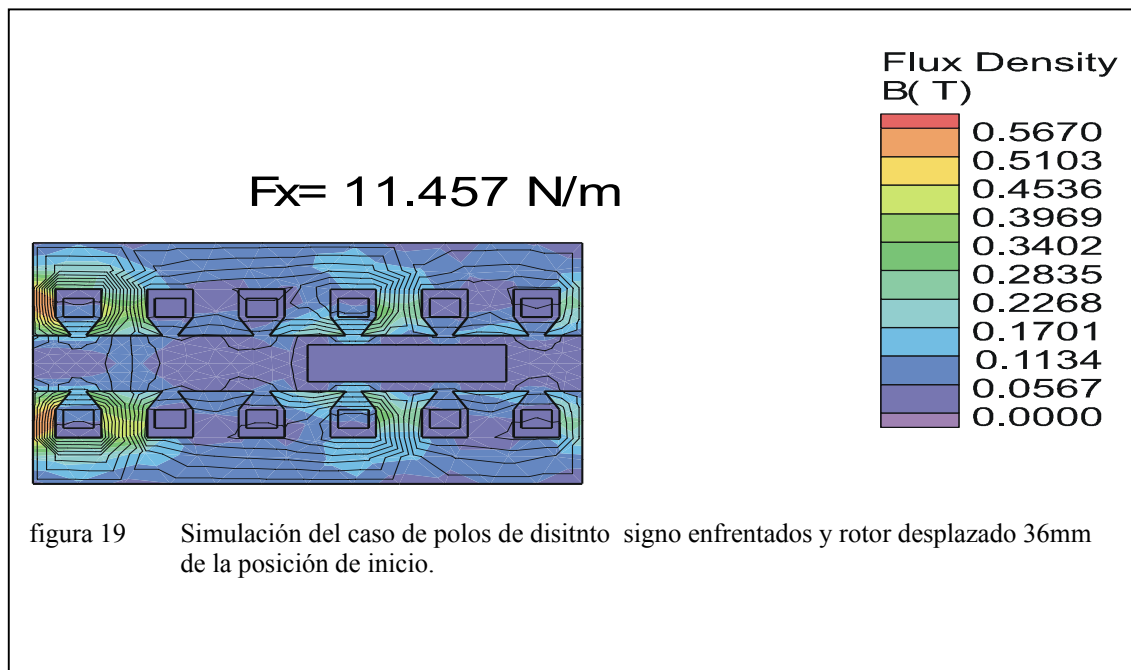 Flux Density
B( T)
0.5670
0.5103
0.4536
0.3969
0.3402
0.2835
0.2268
0.1701
0.1134
0.0567
0.0000
Fx= 11.457 N/m
figura 19 Simulación del caso de polos de disitnto signo enfrentados y rotor desplazado 36mm
de la posición de inicio.